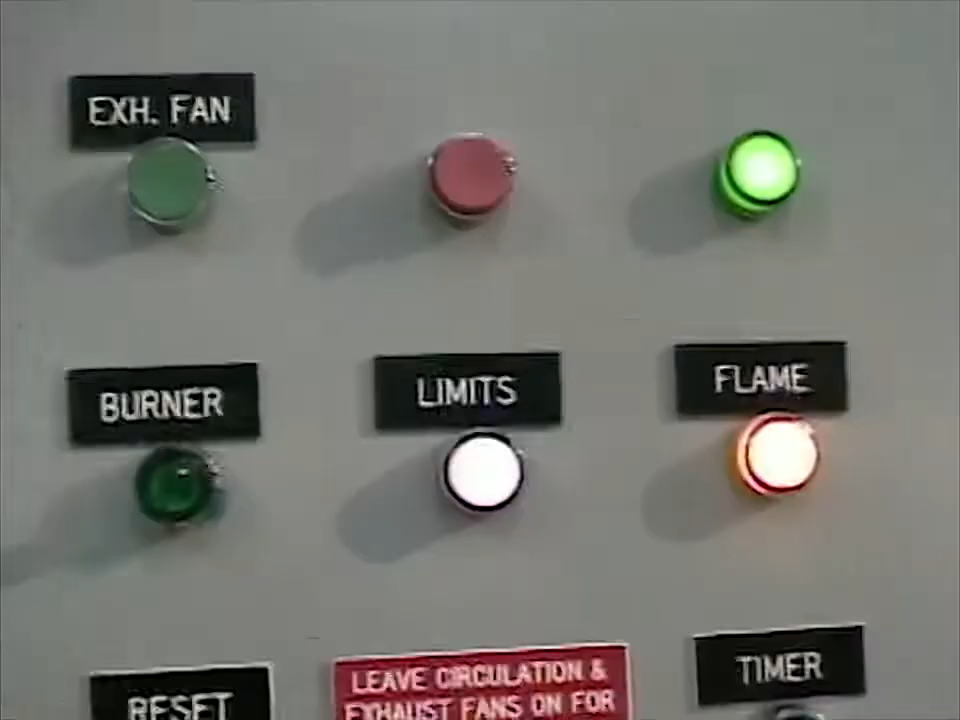 EXH. FAN
BURNER
LIMITS
FLAME
RESET
LEAVE CIRCULATION &
EXHAUST FANS ON FOR
TIMER